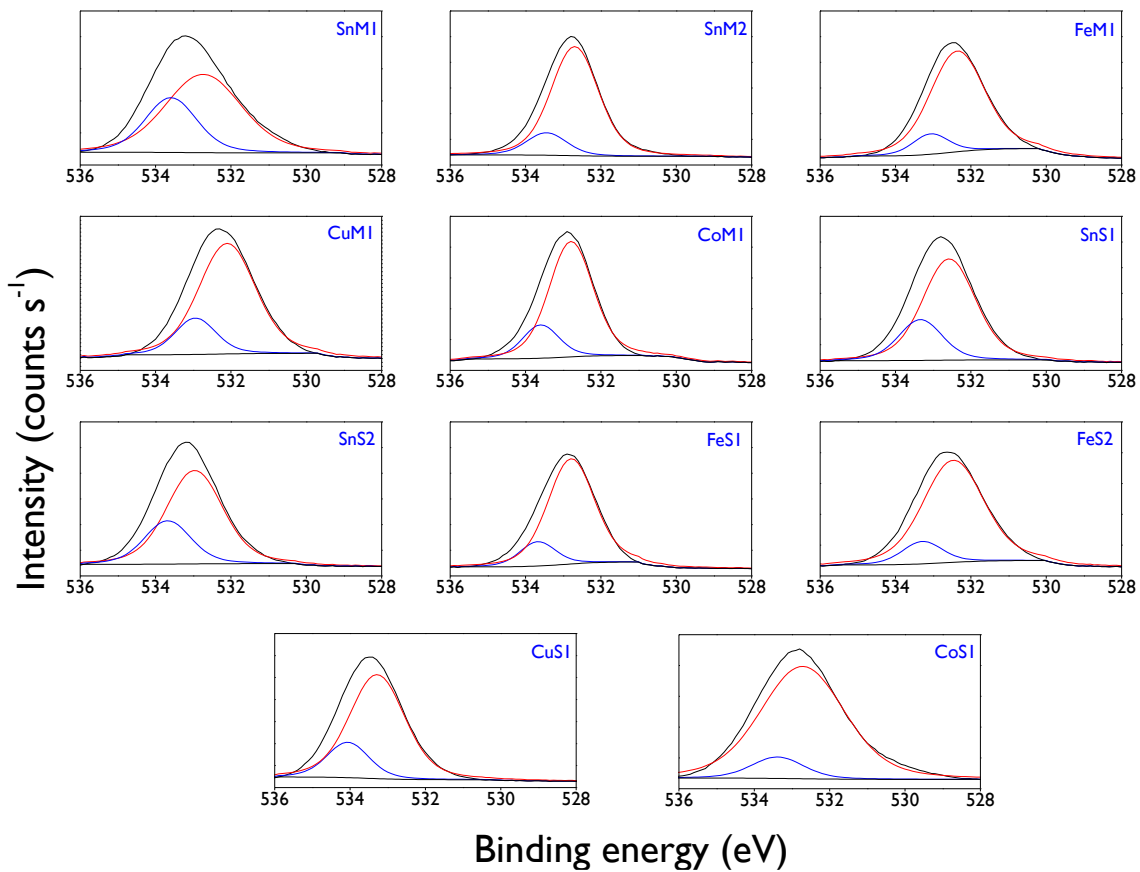 SnM1 SnM2 FeM1
536 534 532 530 528 536 534 532 530 528 536 534 532 530 528
CuM1 CoM1 SnS1
536 534 532 530 528 536 534 532 530 528 536 534 532 530 528
Intensity (counts s⁻¹)
SnS2 FeS1 FeS2
536 534 532 530 528 536 534 532 530 528 536 534 532 530 528
CuS1 CoS1
536 534 532 530 528 536 534 532 530 528
Binding energy (eV)